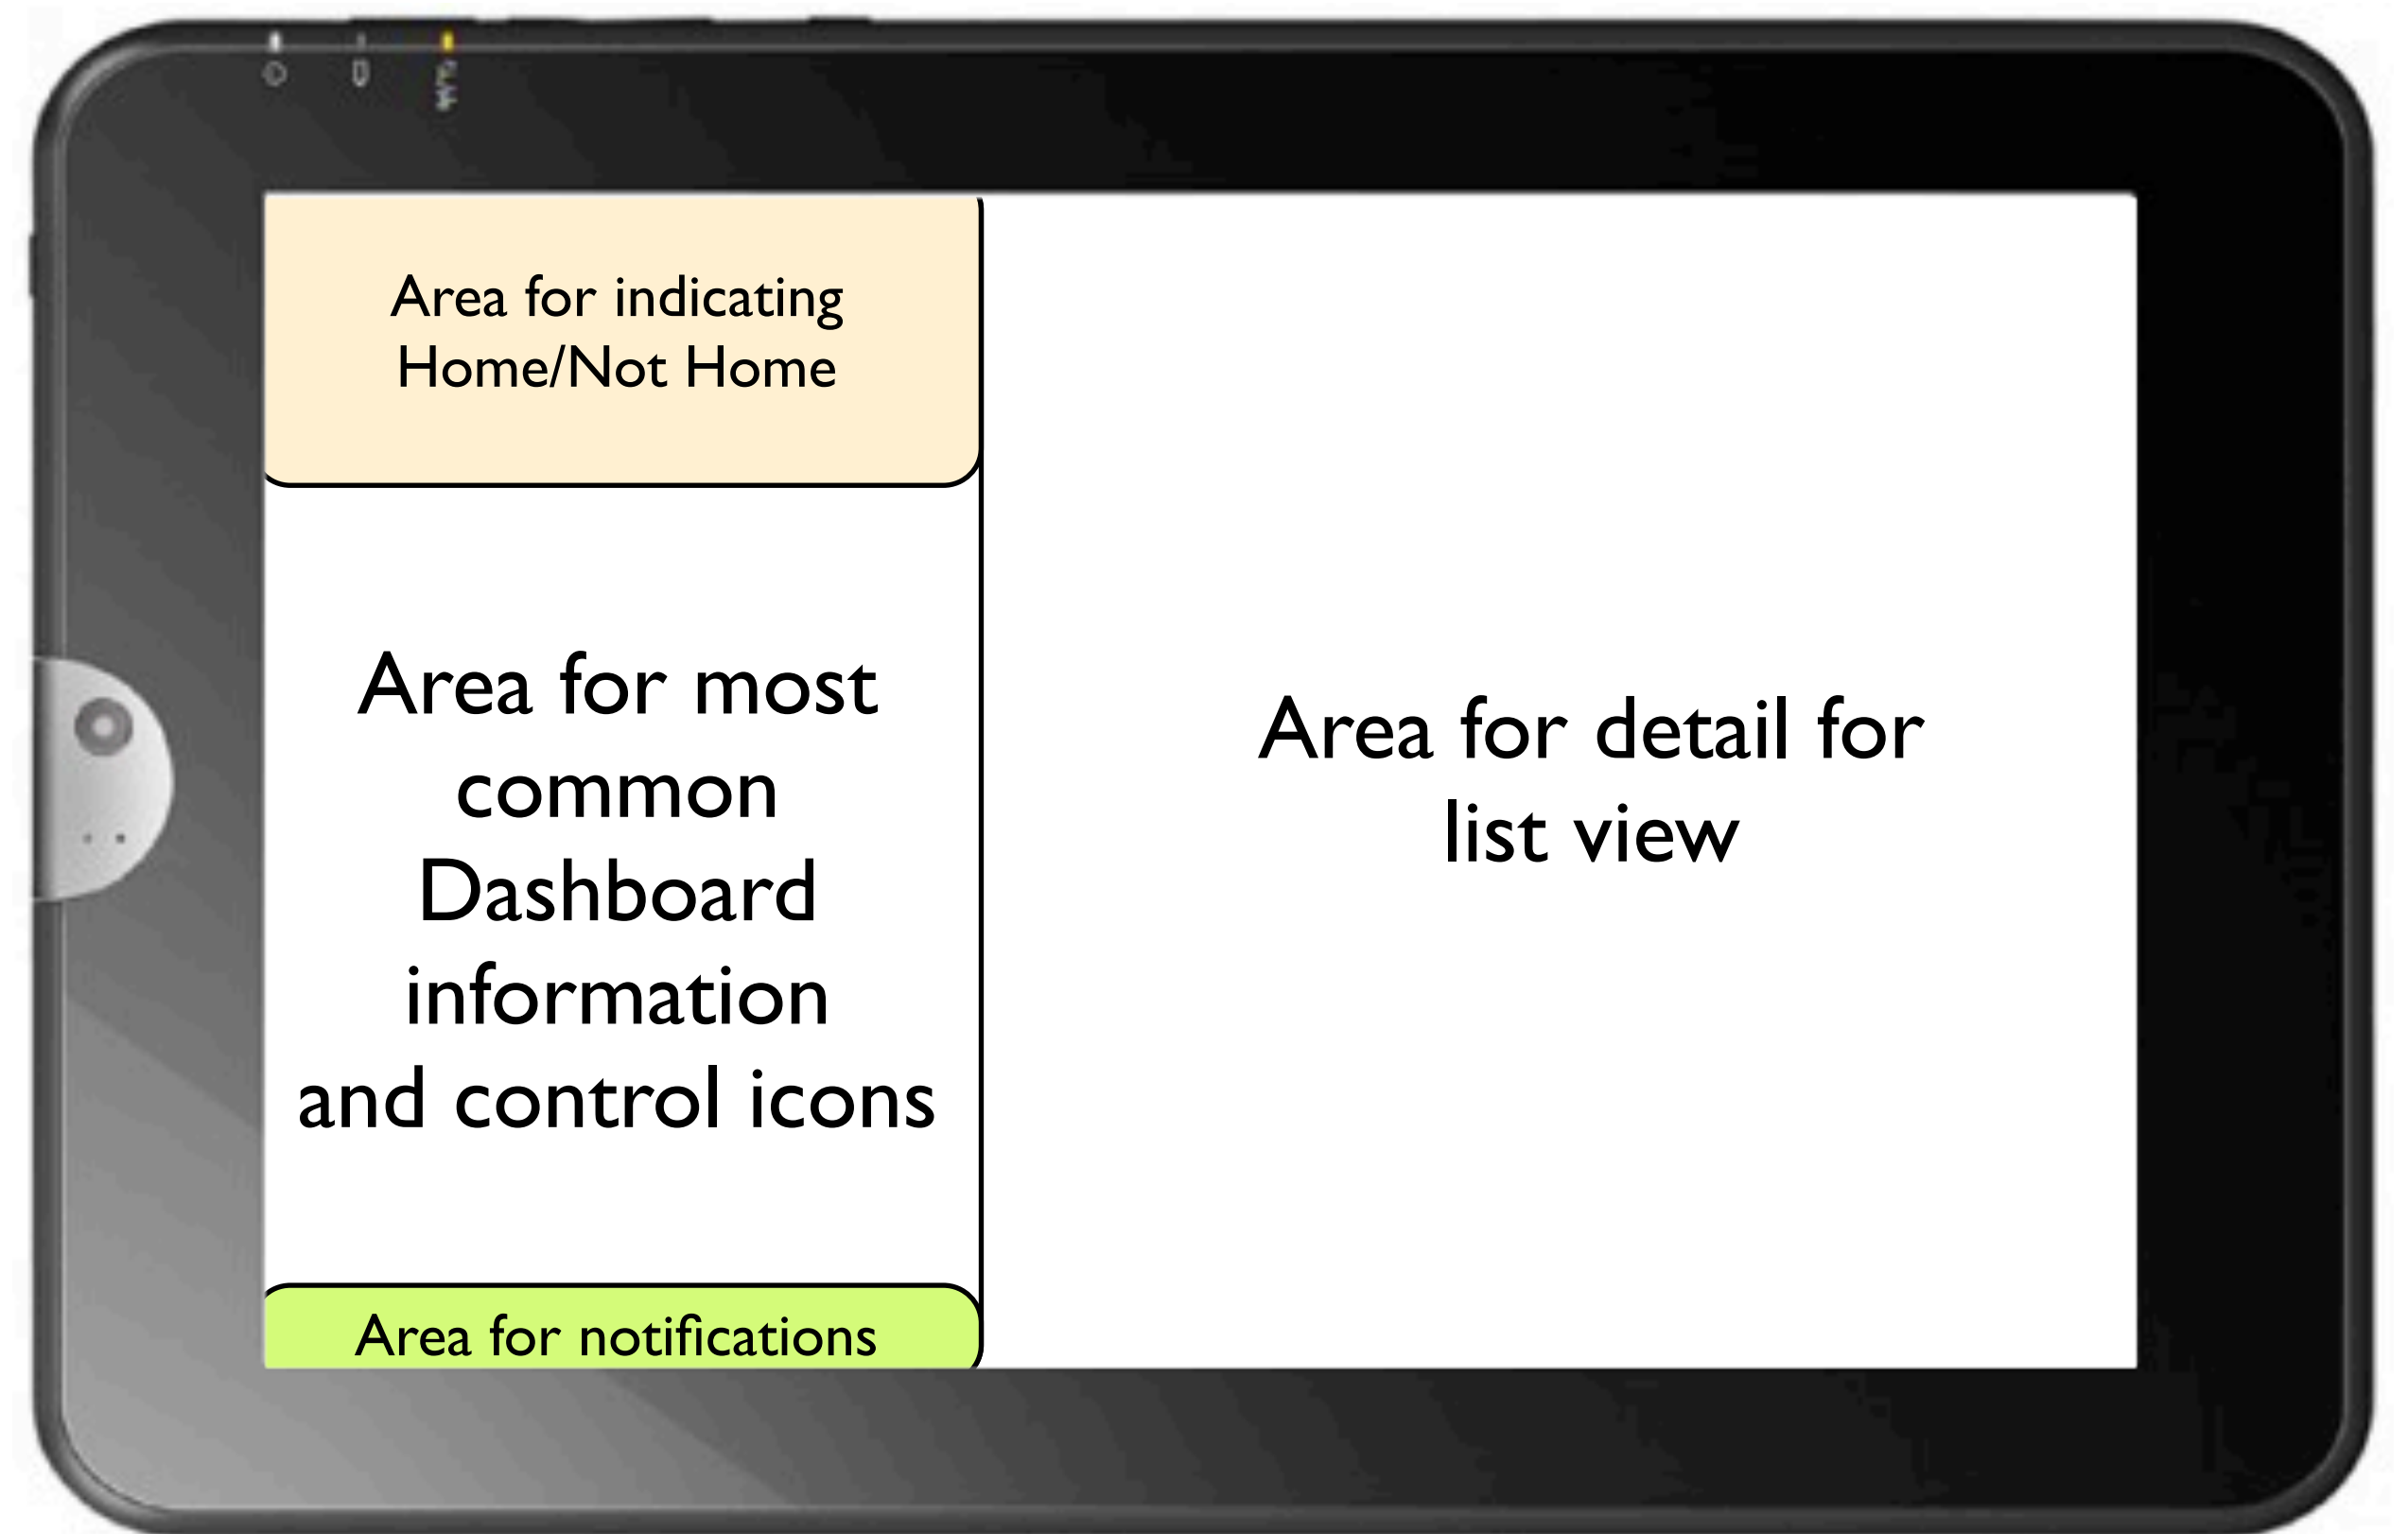 Area for indicating
Home/Not Home
Area for most
common
Dashboard
information
and control icons
Area for notifications
Area for detail for
list view